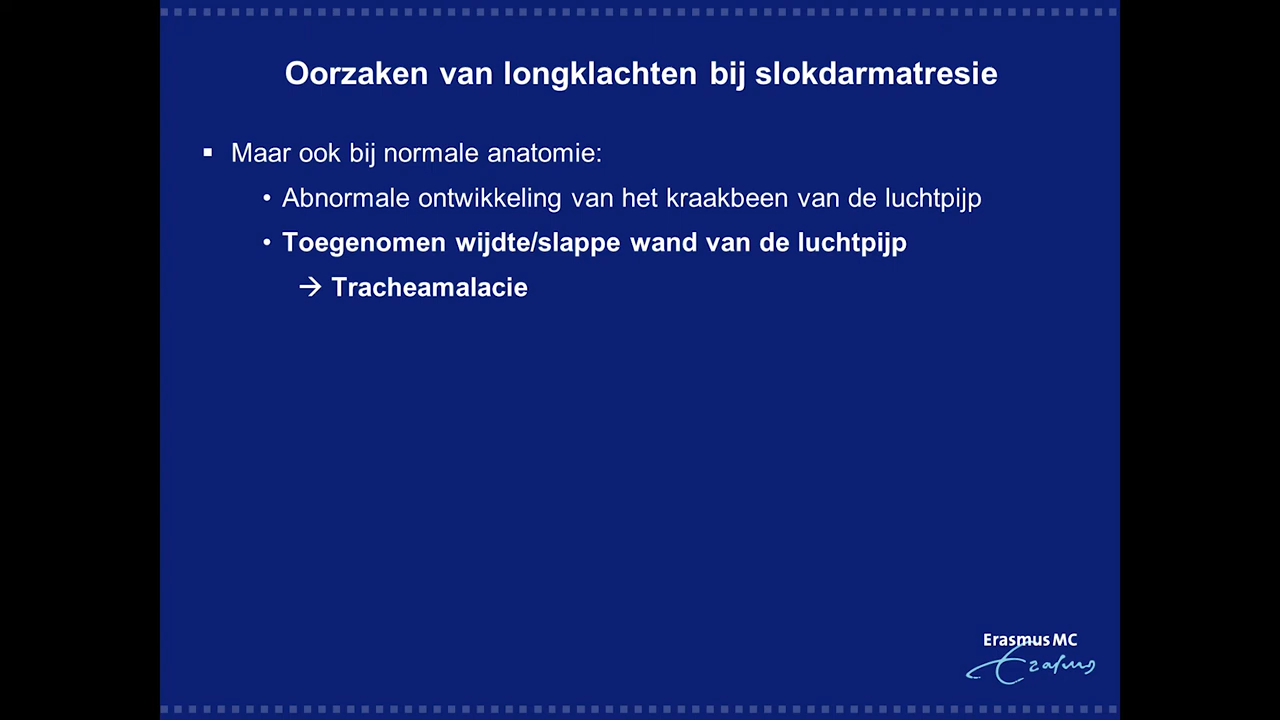 Oorzaken van longklachten bij slokdarmatresie
▪ Maar ook bij normale anatomie:
• Abnormale ontwikkeling van het kraakbeen van de luchtpijp
• Toegenomen wijdte/slappe wand van de luchtpijp
→ Tracheamalacie
Erasmus MC
Erasmus